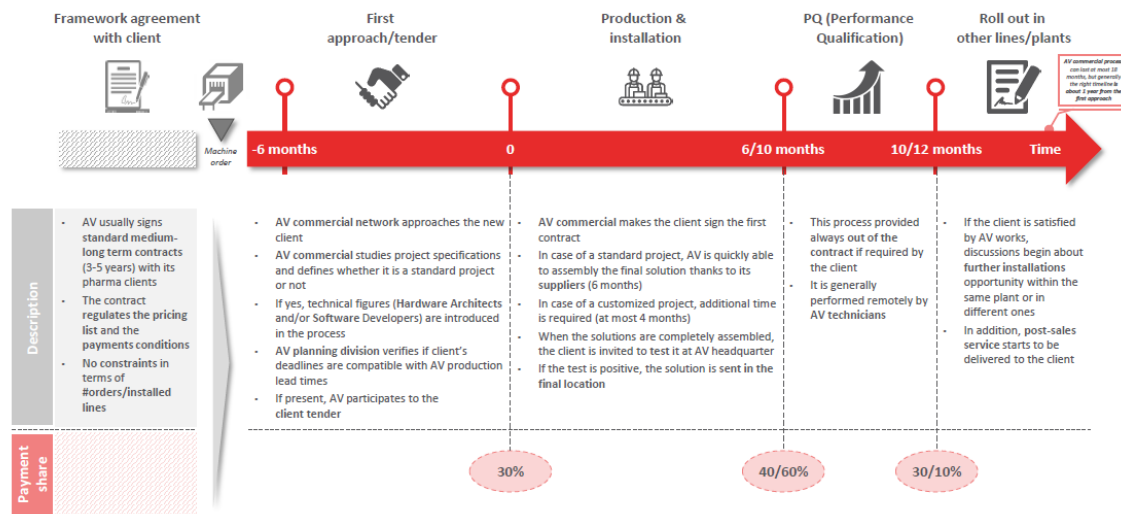 Framework agreement
with client
First
approach/tender
Production &
installation
PQ (Performance
Qualification)
Roll out in
other lines/plants
AV commercial process
can last at most 18
months, but generally
the right timeline is
about 1 year from the
first approach
Machine
order
-6 months
0
6/10 months
10/12 months
Time
Description
- AV usually signs
standard medium-
long term contracts
(3-5 years) with its
pharma clients
- The contract
regulates the pricing
list and the
payments conditions
- No constraints in
terms of
#orders/installed
lines
- AV commercial network approaches the new
client
- AV commercial studies project specifications
and defines whether it is a standard project
or not
- If yes, technical figures (Hardware Architects
and/or Software Developers) are introduced
in the process
- AV planning division verifies if client's
deadlines are compatible with AV production
lead times
- If present, AV participates to the
client tender
- AV commercial makes the client sign the first
contract
- In case of a standard project, AV is quickly able
to assembly the final solution thanks to its
suppliers (6 months)
- In case of a customized project, additional time
is required (at most 4 months)
- When the solutions are completely assembled,
the client is invited to test it at AV headquarter
- If the test is positive, the solution is sent in the
final location
- This process provided
always out of the
contract if required by
the client
- It is generally
performed remotely by
AV technicians
- If the client is satisfied
by AV works,
discussions begin about
further installations
opportunity within the
same plant or in
different ones
- In addition, post-sales
service starts to be
delivered to the client
Payment
share
30%
40/60%
30/10%